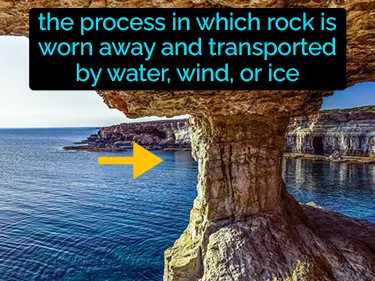 the process in which rock is
worn away and transported
by water, wind, or ice